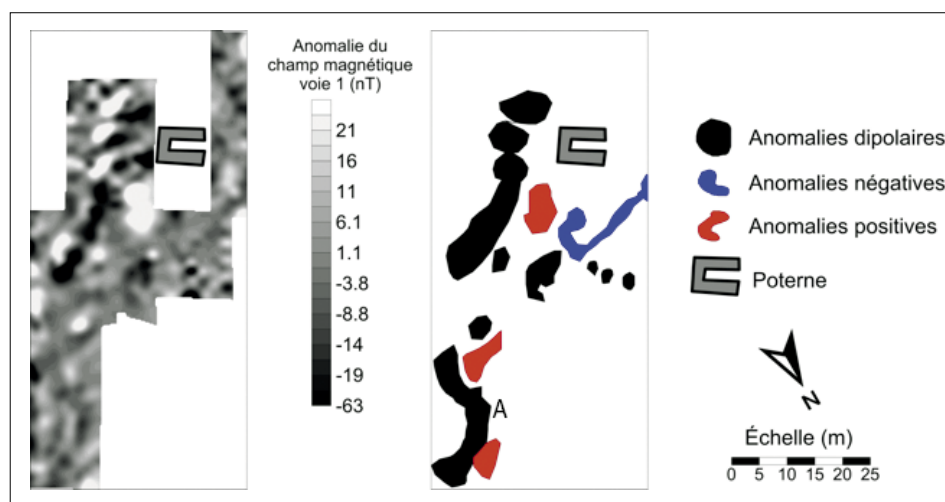 Anomalie du
champ magnétique
voie 1 (nT)
21
16
11
6.1
1.1
-3.8
-8.8
-14
-19
-63
A
Anomalies dipolaires
Anomalies négatives
Anomalies positives
Poterne
N
Échelle (m)
0 5 10 15 20 25